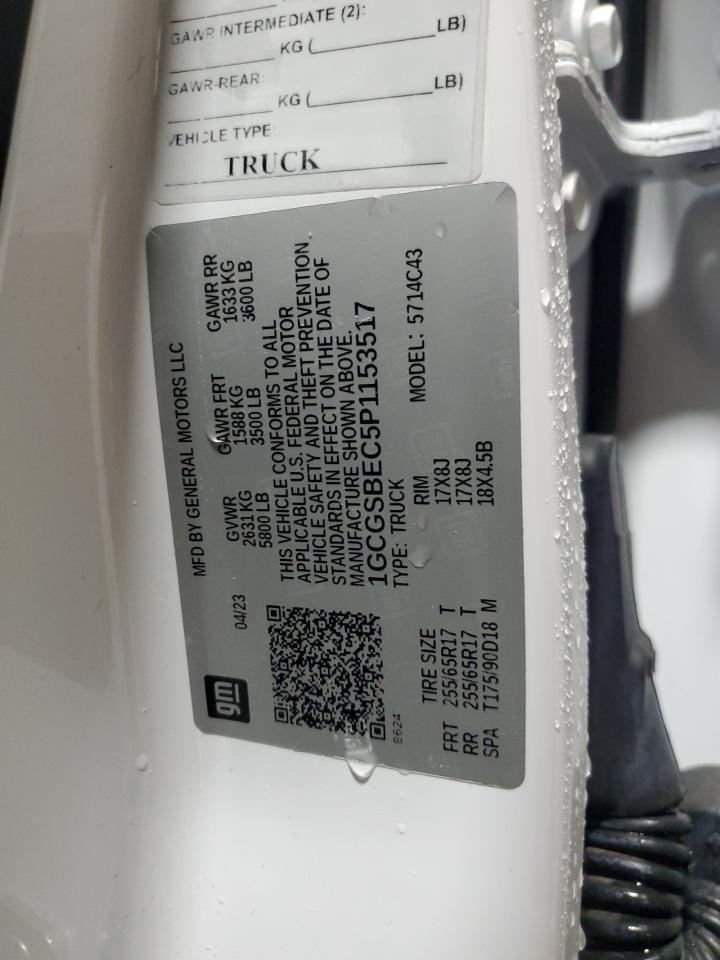 GAWR INTERMEDIATE (2):
KG ( LB)
GAWR-REAR:
KG ( LB)
VEHICLE TYPE:
TRUCK
gm
04/23
MFD BY GENERAL MOTORS LLC
GVWR GAWR FRT GAWR RR
2631 KG 1588 KG 1633 KG
5800 LB 3500 LB 3600 LB
THIS VEHICLE CONFORMS TO ALL
APPLICABLE U.S. FEDERAL MOTOR
VEHICLE SAFETY AND THEFT PREVENTION
STANDARDS IN EFFECT ON THE DATE OF
MANUFACTURE SHOWN ABOVE.
1GCGSBEC5P1153517
TYPE: TRUCK MODEL: 5714C43
8624
TIRE SIZE RIM
FRT 255/65R17 T 17X8J
RR 255/65R17 T 17X8J
SPA T175/90D18 M 18X4.5B